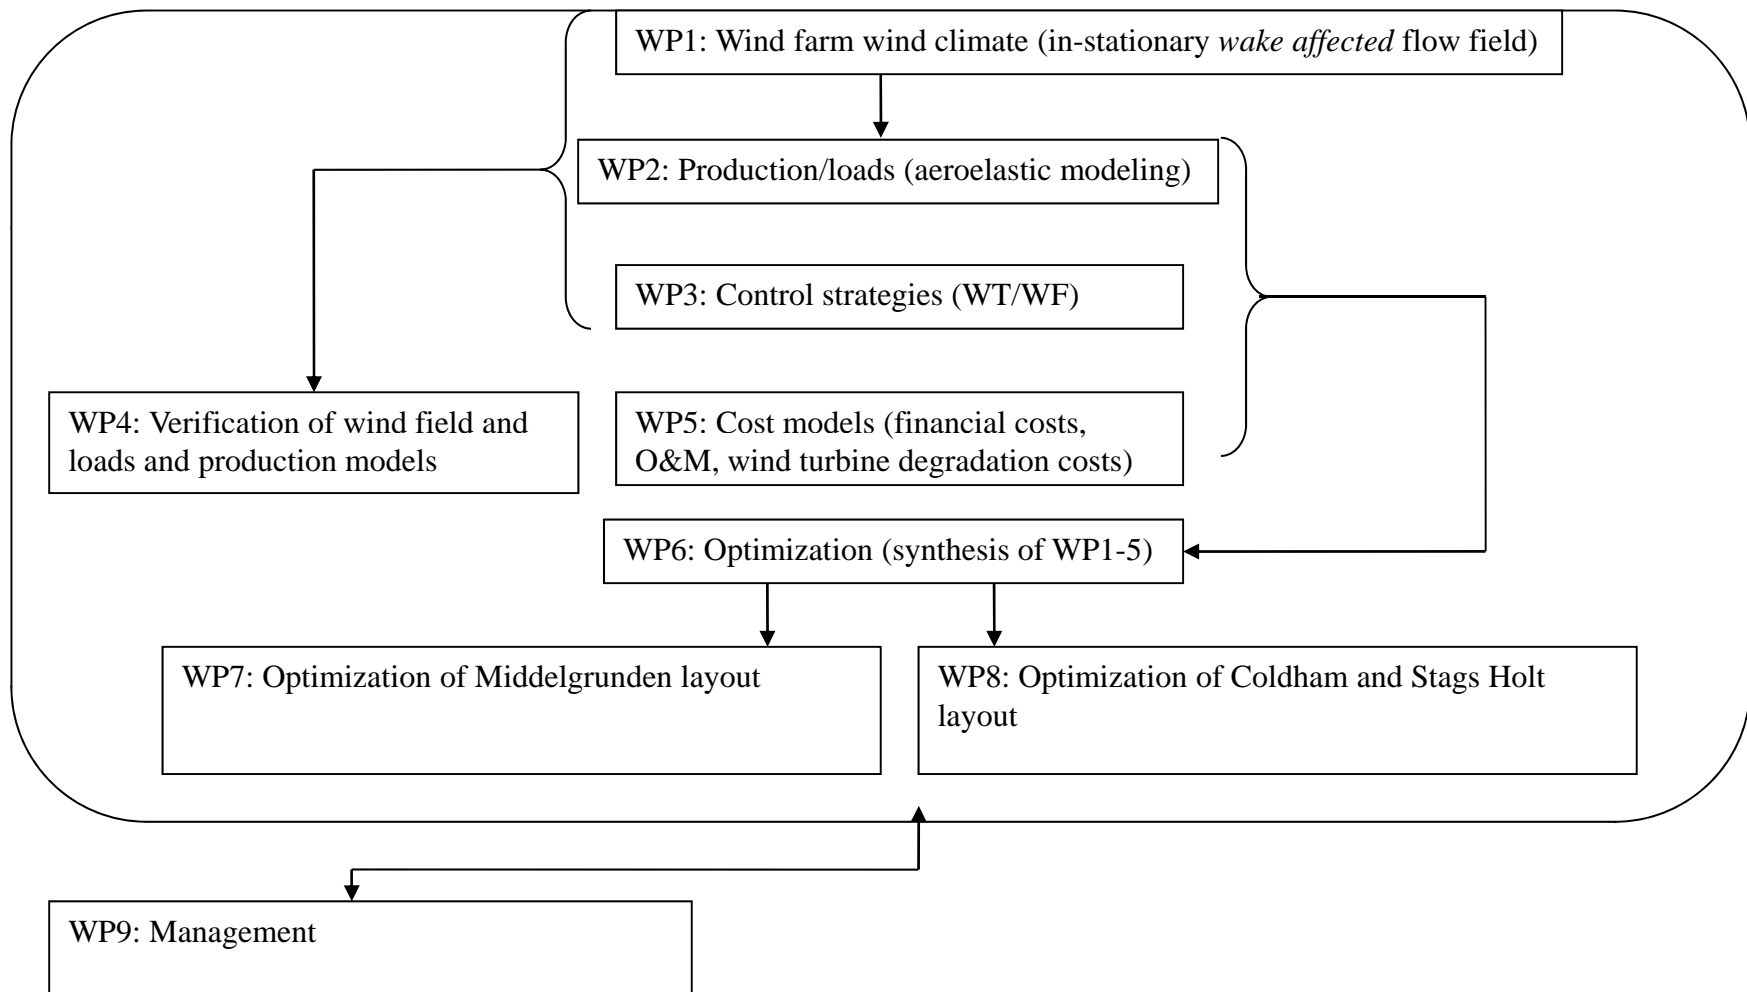 WP1: Wind farm wind climate (in-stationary wake affected flow field)
WP2: Production/loads (aeroelastic modeling)
WP3: Control strategies (WT/WF)
WP4: Verification of wind field and
loads and production models
WP5: Cost models (financial costs,
O&M, wind turbine degradation costs)
WP6: Optimization (synthesis of WP1-5)
WP7: Optimization of Middelgrunden layout
WP8: Optimization of Coldham and Stags Holt
layout
WP9: Management